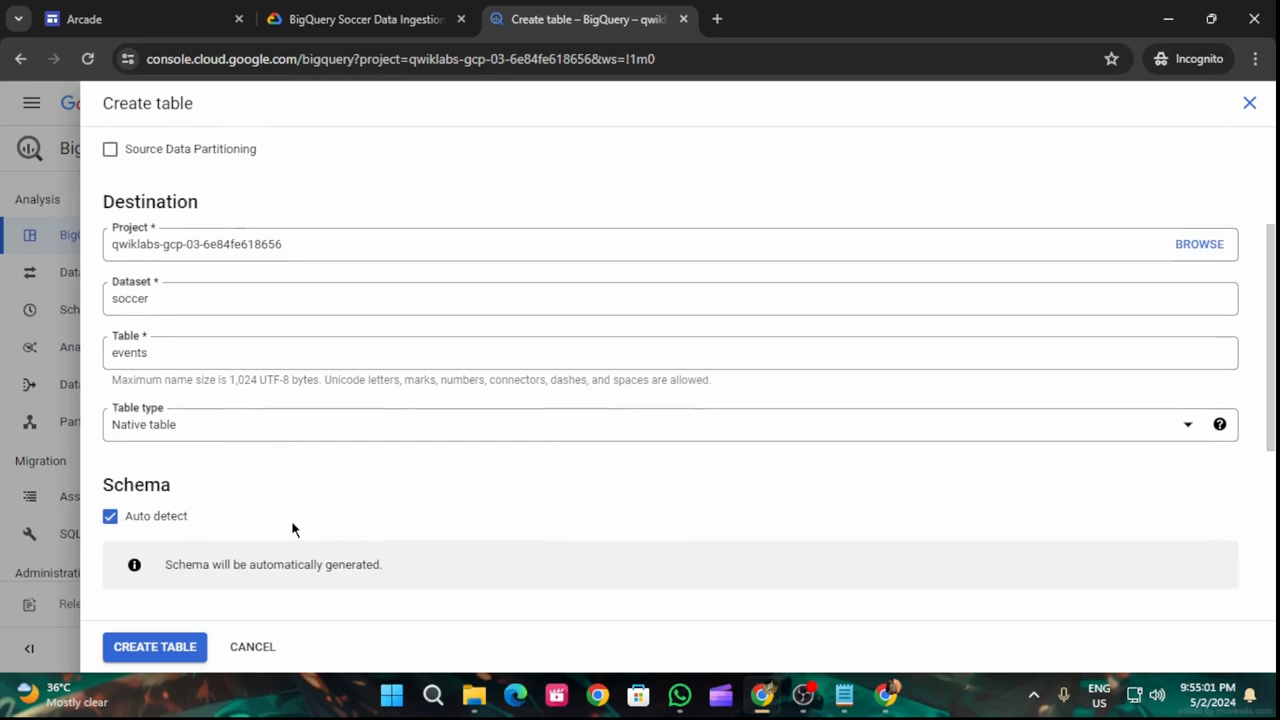 Arcade
BigQuery Soccer Data Ingestion
Create table – BigQuery – qwikl
console.cloud.google.com/bigquery?project=qwiklabs-gcp-03-6e84fe618656&ws=!1m0
Incognito
Create table
Source Data Partitioning
Analysis
Destination
Project *
qwiklabs-gcp-03-6e84fe618656
BROWSE
Dataset *
soccer
Table *
events
Maximum name size is 1,024 UTF-8 bytes. Unicode letters, marks, numbers, connectors, dashes, and spaces are allowed.
Table type
Native table
Migration
Schema
Auto detect
Schema will be automatically generated.
SQL
Administrati
CREATE TABLE
CANCEL
36°C
Mostly clear
ENG
US
9:55:01 PM
5/2/2024